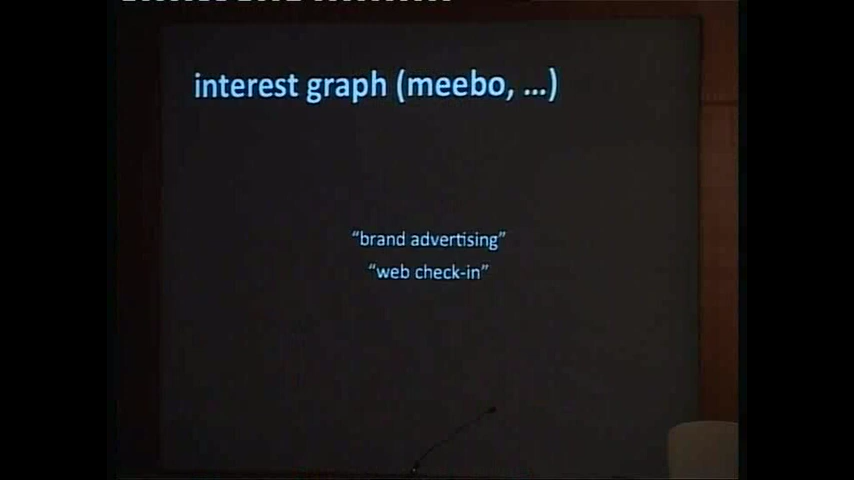 interest graph (meebo, ...)
“brand advertising”
“web check-in”